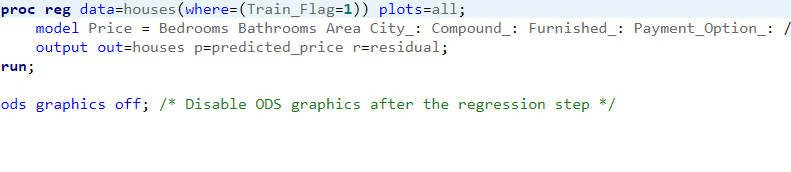 proc reg data=houses(where=(Train_Flag=1)) plots=all;
model Price = Bedrooms Bathrooms Area City_: Compound_: Furnished_: Payment_Option_: /
output out=houses p=predicted_price r=residual;
run;
ods graphics off; /* Disable ODS graphics after the regression step */